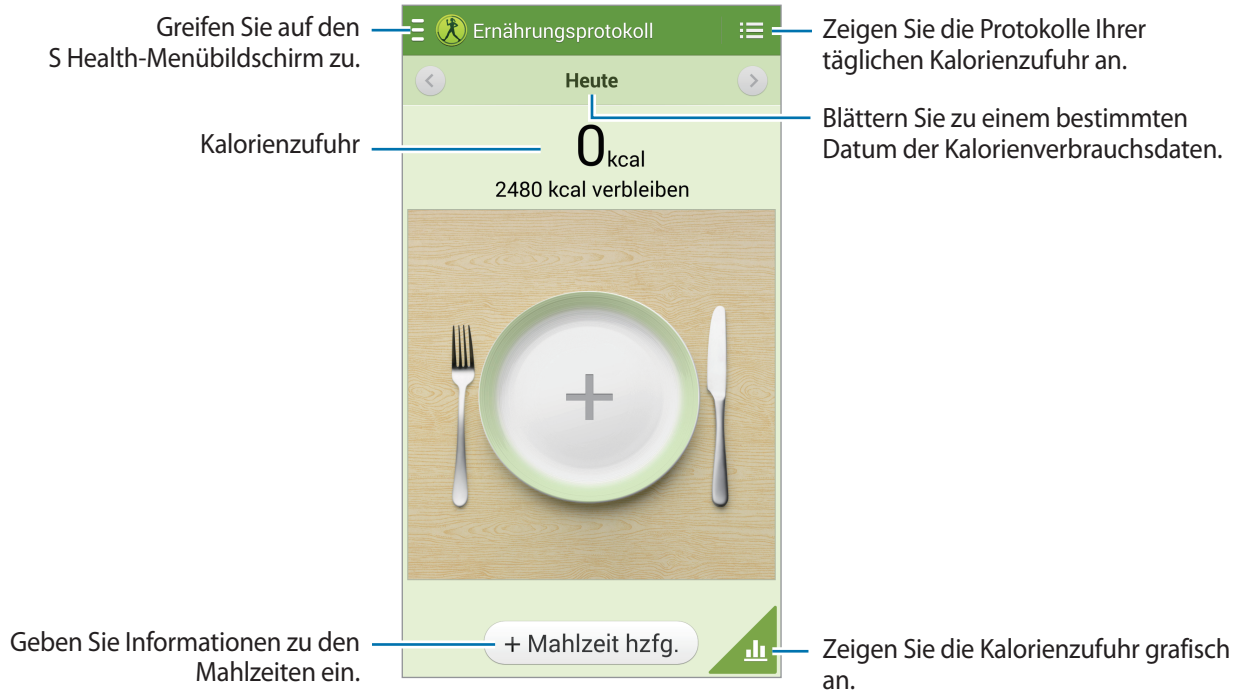 Greifen Sie auf den
S Health-Menübildschirm zu.
Ernährungsprotokoll
Zeigen Sie die Protokolle Ihrer
täglichen Kalorienzufuhr an.
Heute
Blättern Sie zu einem bestimmten
Datum der Kalorienverbrauchsdaten.
Kalorienzufuhr
0 kcal
2480 kcal verbleiben
Geben Sie Informationen zu den
Mahlzeiten ein.
+ Mahlzeit hzfg.
Zeigen Sie die Kalorienzufuhr grafisch
an.